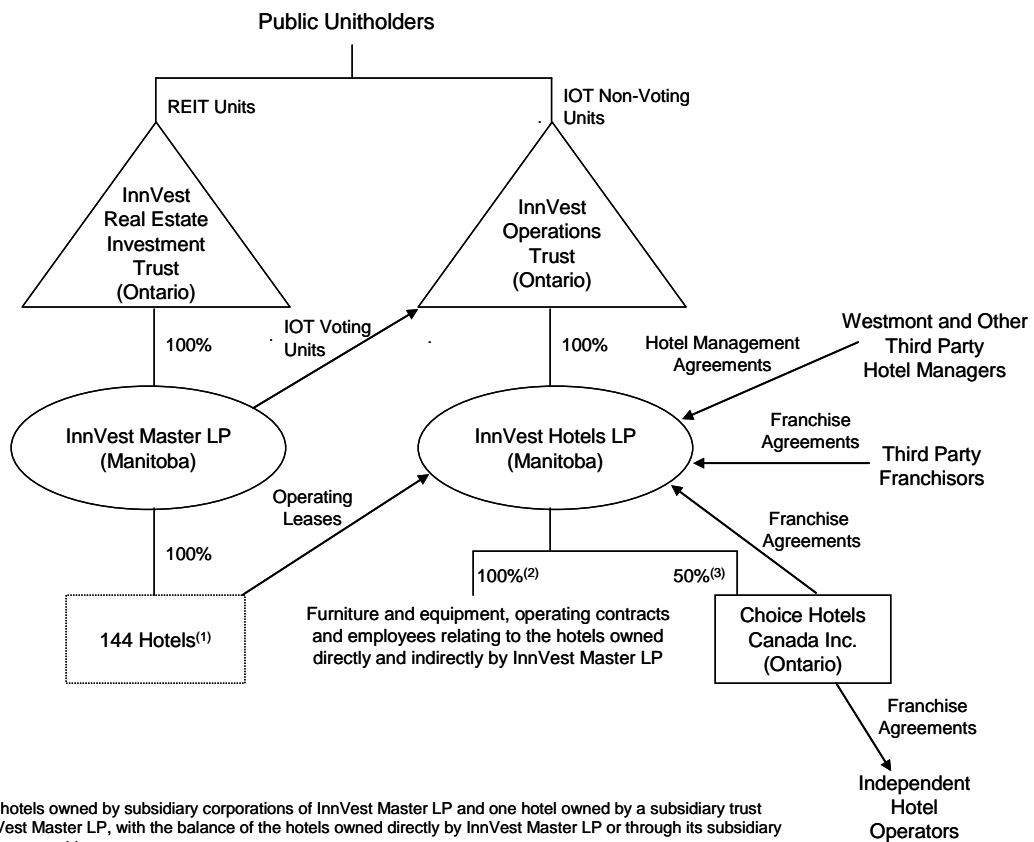 Public Unitholders
REIT Units
IOT Non-Voting
Units
InnVest
Real Estate
Investment
Trust
(Ontario)
InnVest
Operations
Trust
(Ontario)
100%
IOT Voting
Units
100%
Hotel Management
Agreements
Westmont and Other
Third Party
Hotel Managers
InnVest Master LP
(Manitoba)
InnVest Hotels LP
(Manitoba)
Franchise
Agreements
Third Party
Franchisors
Operating
Leases
Franchise
Agreements
100%
100%(2)
50%(3)
144 Hotels(1)
Furniture and equipment, operating contracts
and employees relating to the hotels owned
directly and indirectly by InnVest Master LP
Choice Hotels
Canada Inc.
(Ontario)
Franchise
Agreements
Independent
Hotel
Operators
hotels owned by subsidiary corporations of InnVest Master LP and one hotel owned by a subsidiary trust
Vest Master LP, with the balance of the hotels owned directly by InnVest Master LP or through its subsidiary